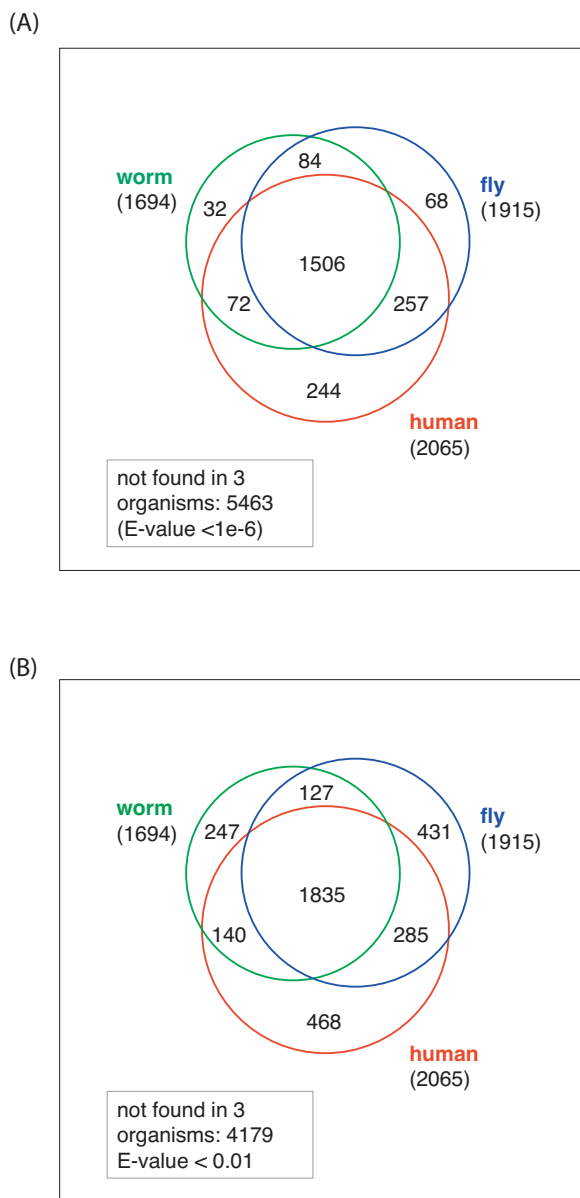 (A)
84
worm
(1694)
32
68
fly
(1915)
1506
72
257
244
human
(2065)
not found in 3
organisms: 5463
(E-value <1e-6)
(B)
127
worm
(1694)
247
431
fly
(1915)
1835
140
285
468
human
(2065)
not found in 3
organisms: 4179
E-value < 0.01